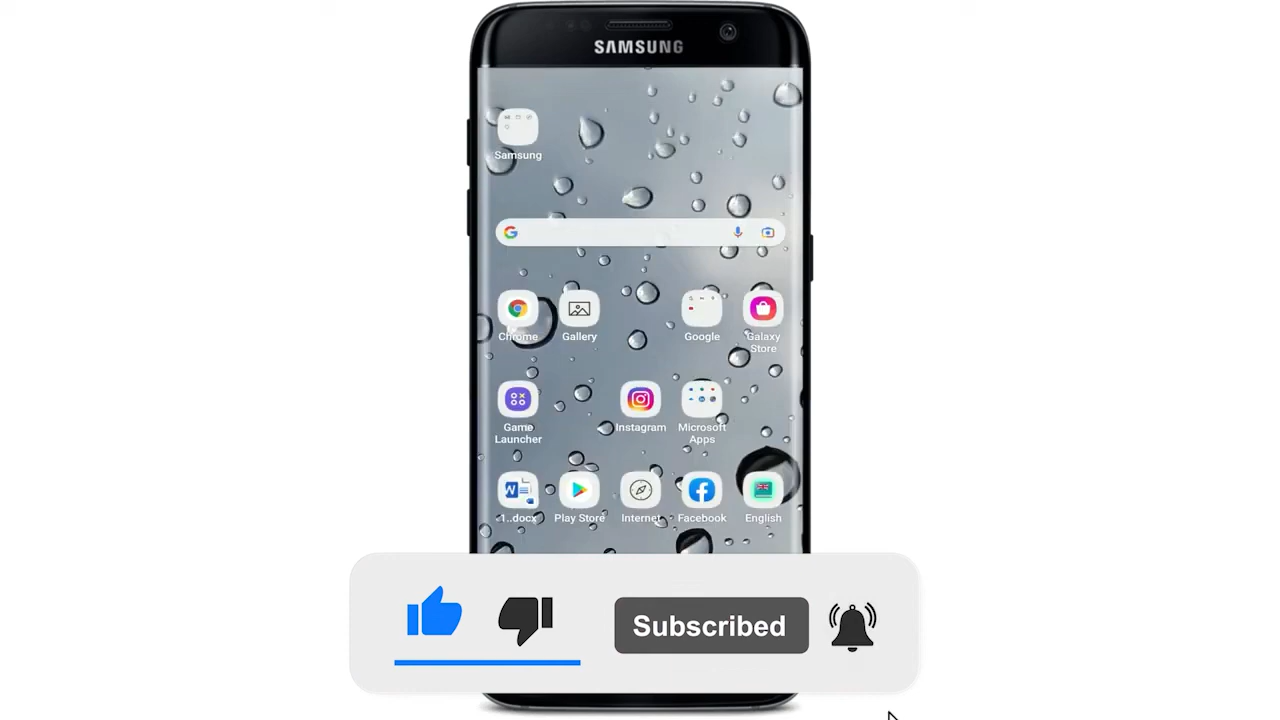 SAMSUNG
Samsung
Chrome
Gallery
Google
Galaxy
Store
Game
Launcher
Instagram
Microsoft
Apps
1..docx
Play Store
Internet
Facebook
English
Subscribed